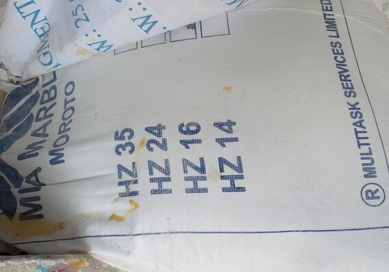 MIA MARBLE
MOROTO
HZ 35
HZ 24
HZ 16
HZ 14
® MULTITASK SERVICES LIMITED